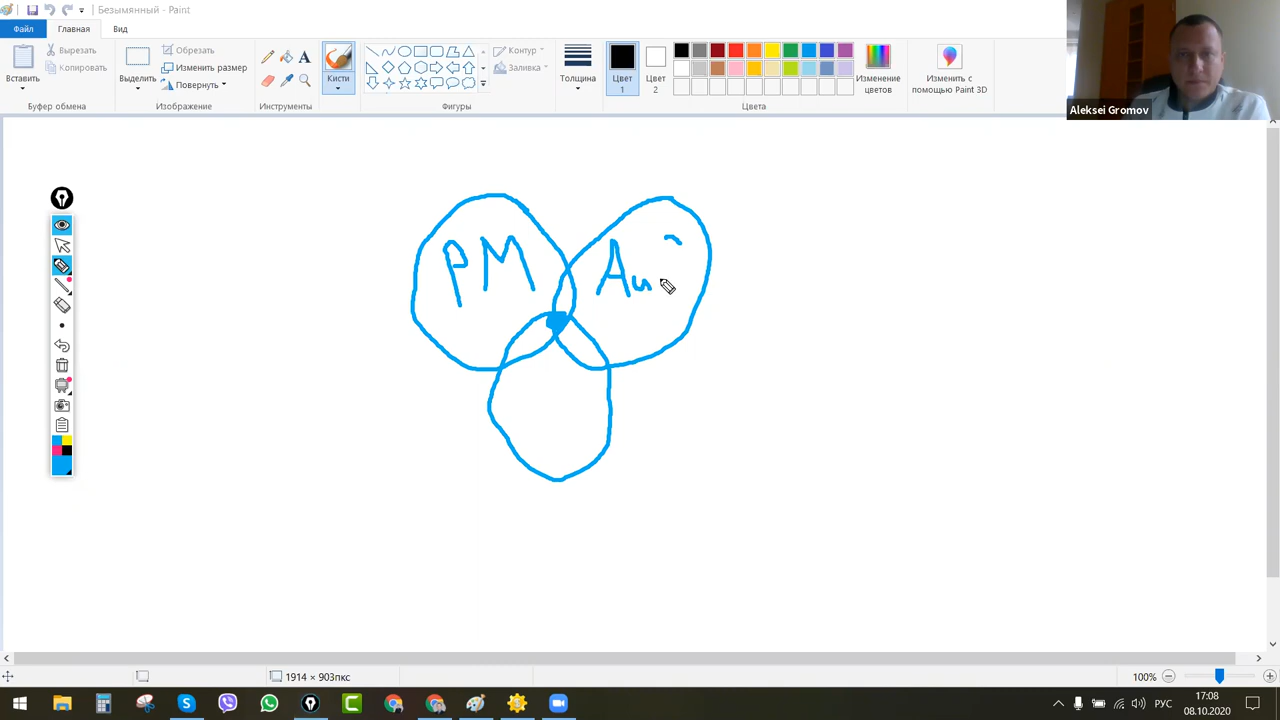 Безымянный - Paint
Файл
Главная
Вид
Вставить
Вырезать
Копировать
Буфер обмена
Выделить
Обрезать
Изменить размер
Повернуть
Изображение
A
Инструменты
Кисти
Контур
Заливка
Фигуры
Толщина
Цвет
1
Цвет
2
Изменение
цветов
Цвета
Изменить с
помощью Paint 3D
Aleksei Gromov
PM
Au
1914 × 903пкс
100%
РУС
17:08
08.10.2020